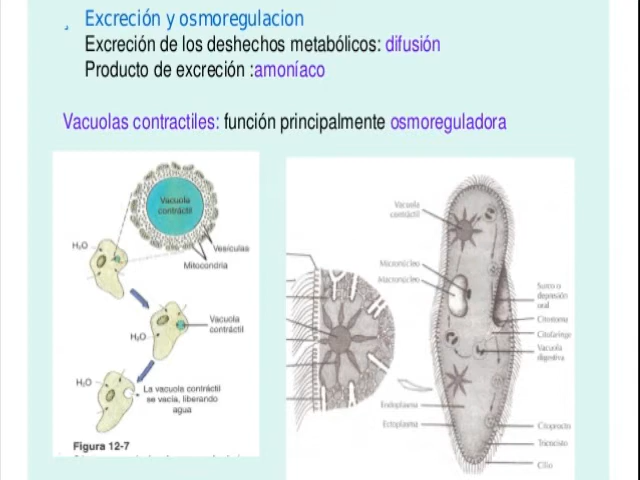 Excreción y osmoregulacion
Excreción de los deshechos metabólicos: difusión
Producto de excreción :amoníaco
Vacuolas contractiles: función principalmente osmoreguladora
Vacuola
contráctil
H₂O
Vesículas
Mitocondria
Vacuola
contráctil
H₂O
H₂O
La vacuola contráctil
se vacía, liberando
agua
Figura 12-7
Vacuola
contráctil
Micronúcleo
Macronúcleo
Surco o
depresión
oral
Citostoma
Citofaringe
Vacuola
digestiva
Endoplasma
Ectoplasma
Citoprocto
Tricocisto
Cilio